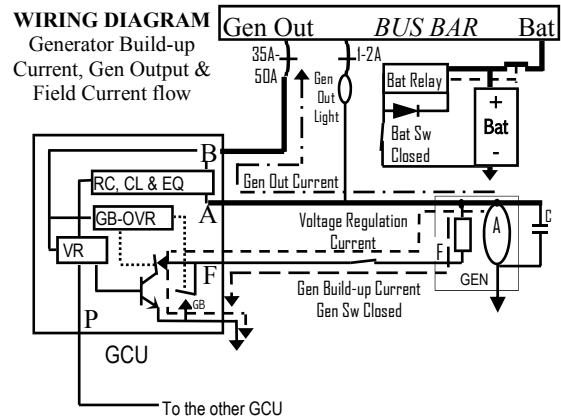 WIRING DIAGRAM
Generator Build-up
Current, Gen Output &
Field Current flow
Gen Out BUS BAR Bat
35A-
50A
1-2A
Gen
Out
Light
Bat Relay
Bat Sw
Closed
+
Bat
-
B
RC, CL & EQ
Gen Out Current
A
GB-OVR
Voltage Regulation
Current
VR
F
F
A
C
GEN
Gen Build-up Current
Gen Sw Closed
GB
P
GCU
To the other GCU